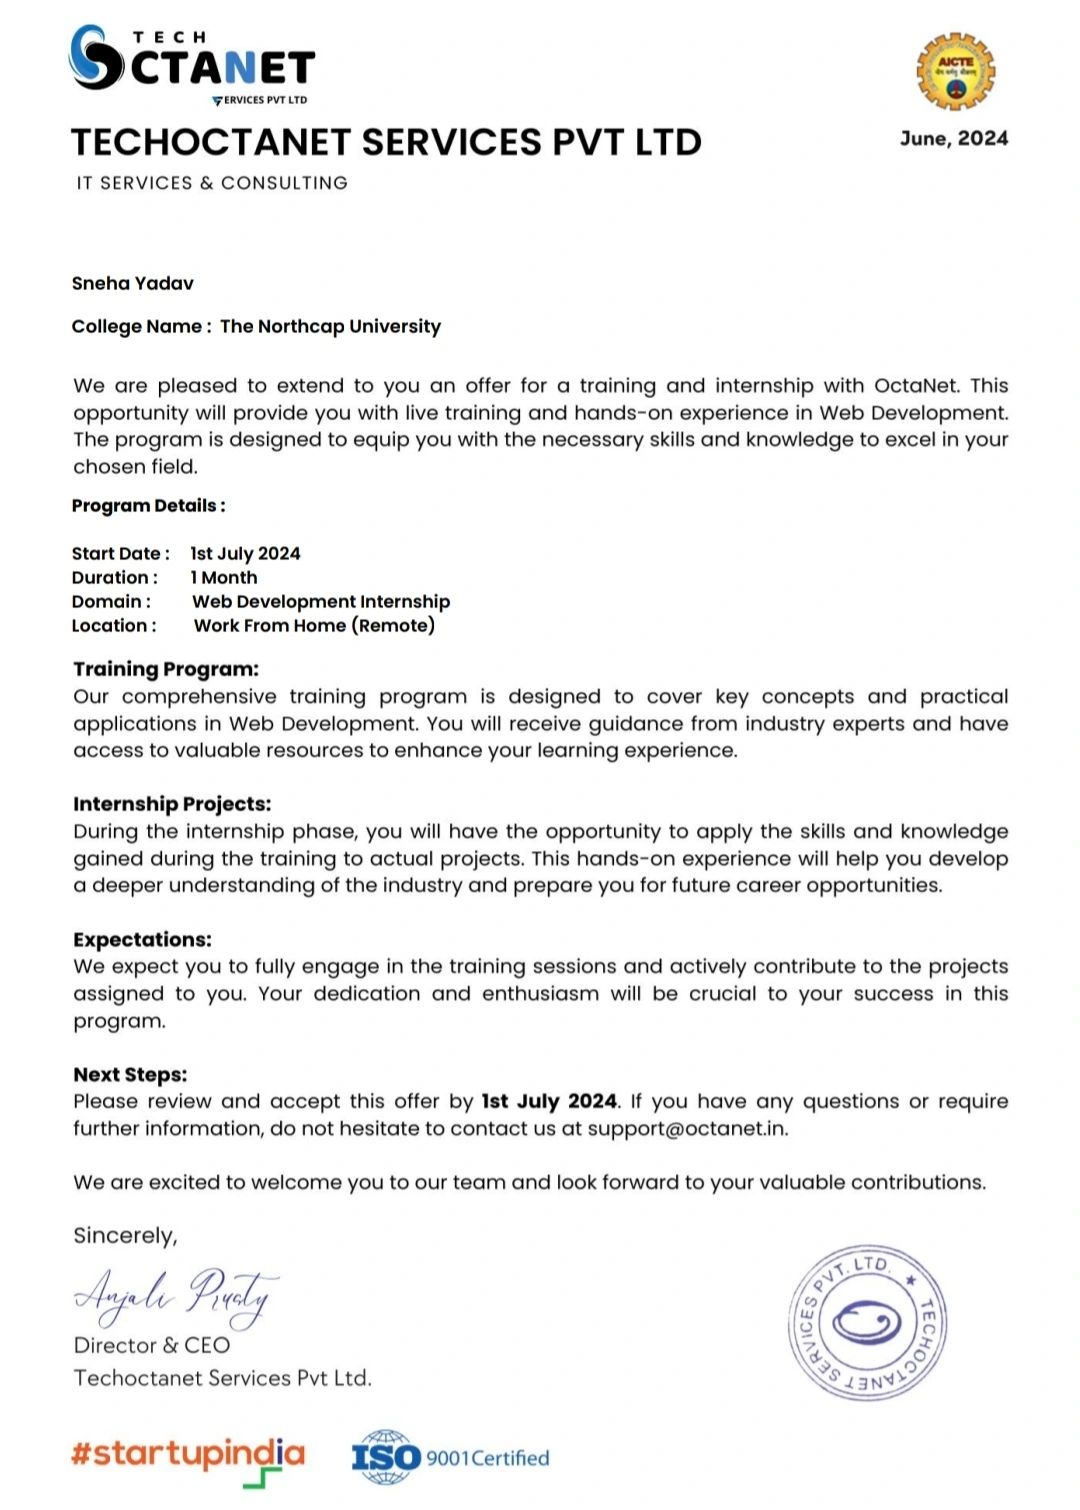 TECH
OCTANET
SERVICES PVT LTD
AICTE
TECHOCTANET SERVICES PVT LTD
June, 2024
IT SERVICES & CONSULTING
Sneha Yadav
College Name : The Northcap University
We are pleased to extend to you an offer for a training and internship with OctaNet. This
opportunity will provide you with live training and hands-on experience in Web Development.
The program is designed to equip you with the necessary skills and knowledge to excel in your
chosen field.
Program Details :
Start Date : 1st July 2024
Duration : 1 Month
Domain : Web Development Internship
Location : Work From Home (Remote)
Training Program:
Our comprehensive training program is designed to cover key concepts and practical
applications in Web Development. You will receive guidance from industry experts and have
access to valuable resources to enhance your learning experience.
Internship Projects:
During the internship phase, you will have the opportunity to apply the skills and knowledge
gained during the training to actual projects. This hands-on experience will help you develop
a deeper understanding of the industry and prepare you for future career opportunities.
Expectations:
We expect you to fully engage in the training sessions and actively contribute to the projects
assigned to you. Your dedication and enthusiasm will be crucial to your success in this
program.
Next Steps:
Please review and accept this offer by 1st July 2024. If you have any questions or require
further information, do not hesitate to contact us at support@octanet.in.
We are excited to welcome you to our team and look forward to your valuable contributions.
Sincerely,
Anjali
Director & CEO
Techoctanet Services Pvt Ltd.
TECHOCTANET SERVICES PVT. LTD. ★
#startupindia
ISO 9001 Certified